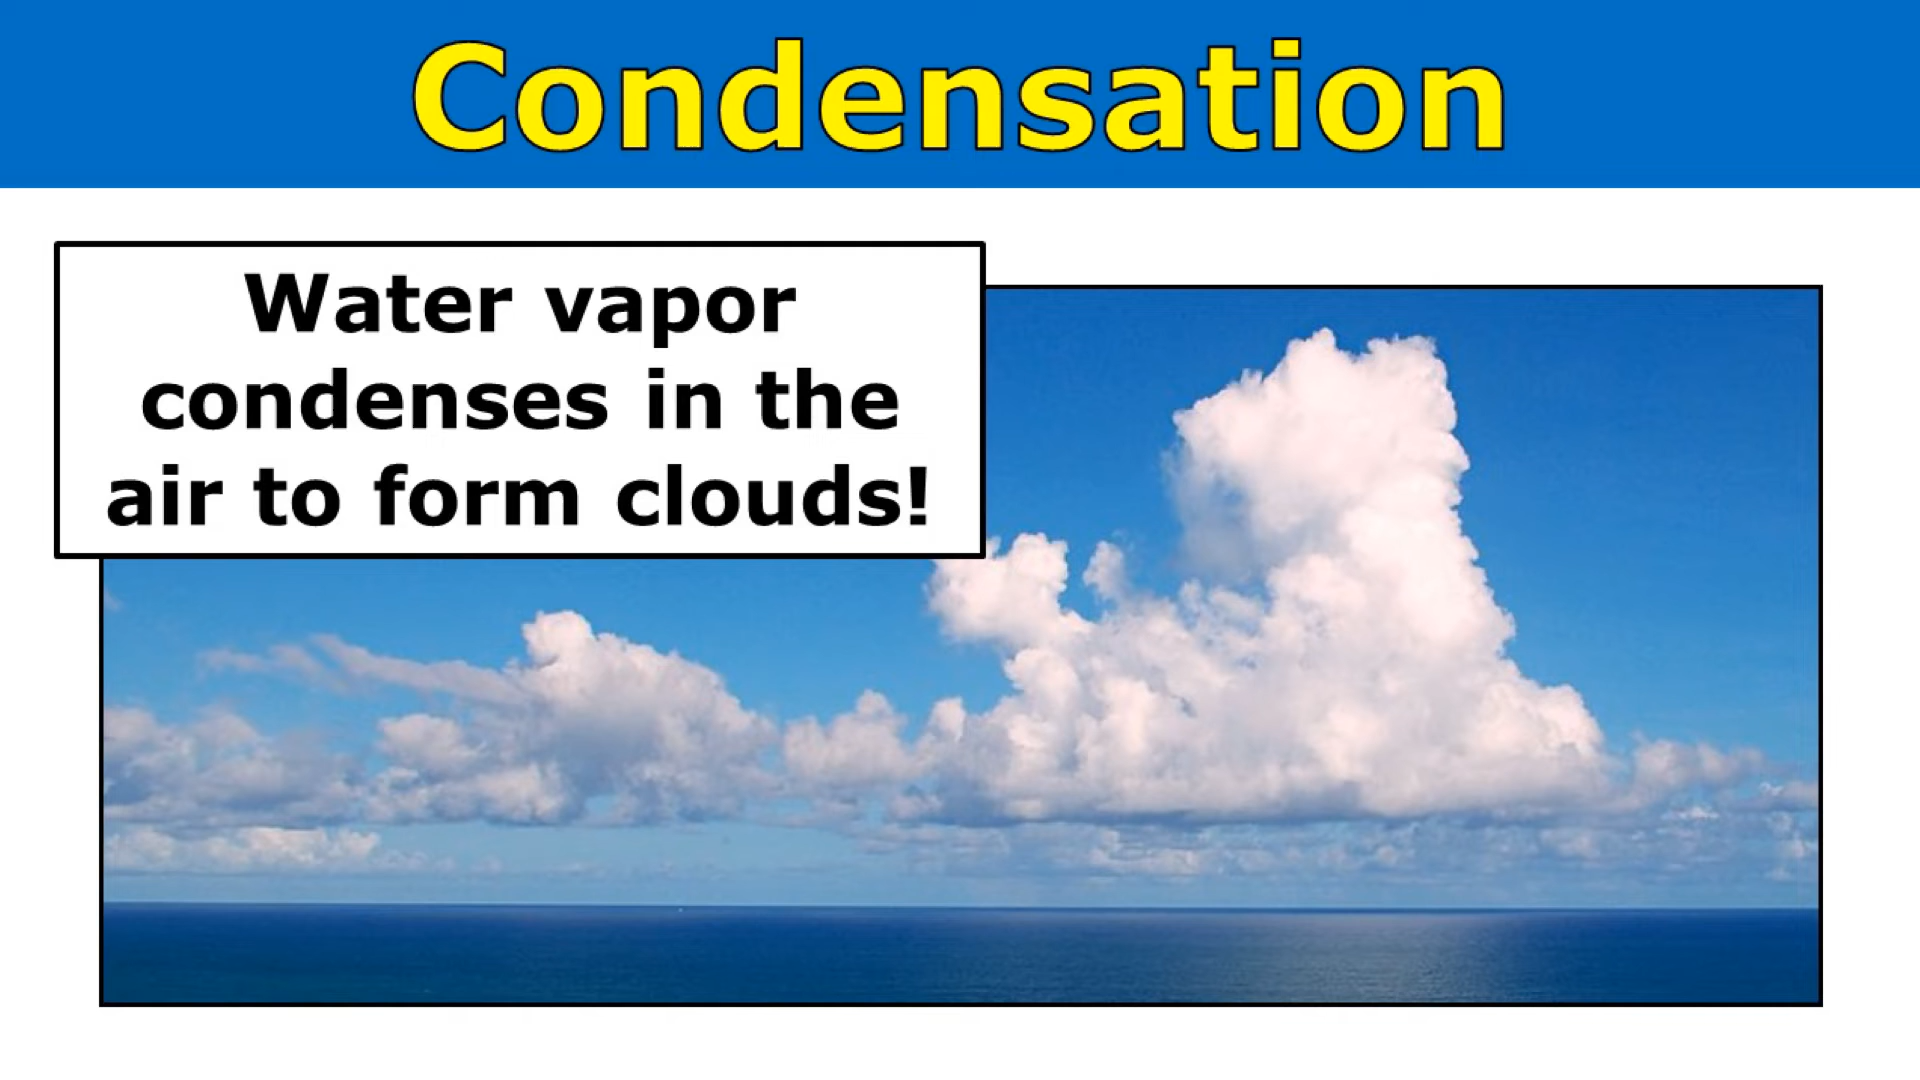 Condensation
Water vapor
condenses in the
air to form clouds!